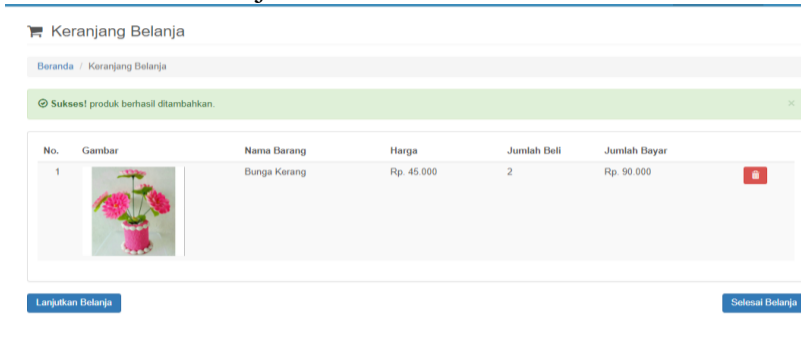 Keranjang Belanja
Beranda / Keranjang Belanja
Sukses! produk berhasil ditambahkan. ×
No. Gambar Nama Barang Harga Jumlah Beli Jumlah Bayar
1 Bunga Kerang Rp. 45.000 2 Rp. 90.000
Lanjutkan Belanja Selesai Belanja